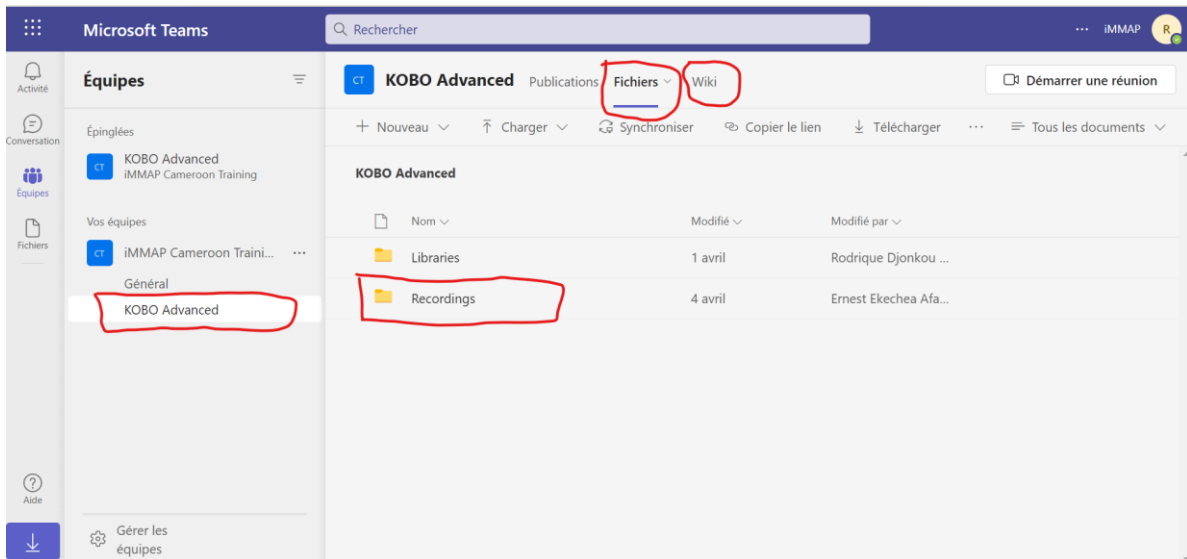 Microsoft Teams
Rechercher
... iMMAP R
Activité
Conversation
Équipes
Fichiers
Aide
Équipes
Épinglées
CT KOBO Advanced
iMMAP Cameroon Training
Vos équipes
CT iMMAP Cameroon Traini... ...
Général
KOBO Advanced
Gérer les
équipes
CT KOBO Advanced Publications Fichiers Wiki Démarrer une réunion
+ Nouveau Charger Synchroniser Copier le lien Télécharger ... Tous les documents
KOBO Advanced
Nom Modifié Modifié par
Libraries 1 avril Rodrique Djonkou ...
Recordings 4 avril Ernest Ekechea Afa...